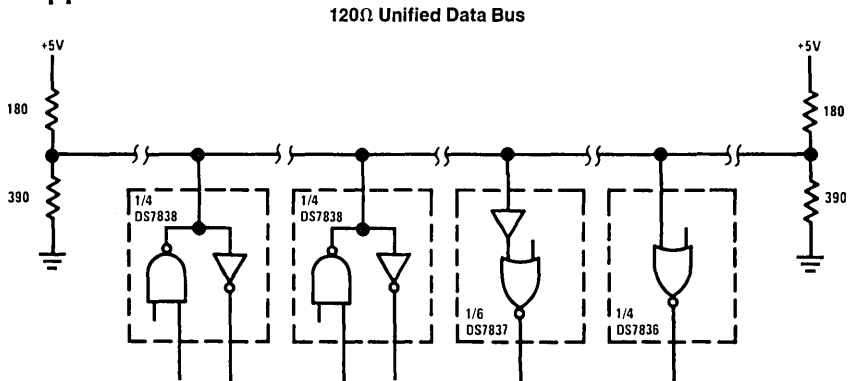 120Ω Unified Data Bus
+5V
+5V
180
180
390
390
1/4
DS7838
1/4
DS7838
1/6
DS7837
1/4
DS7836